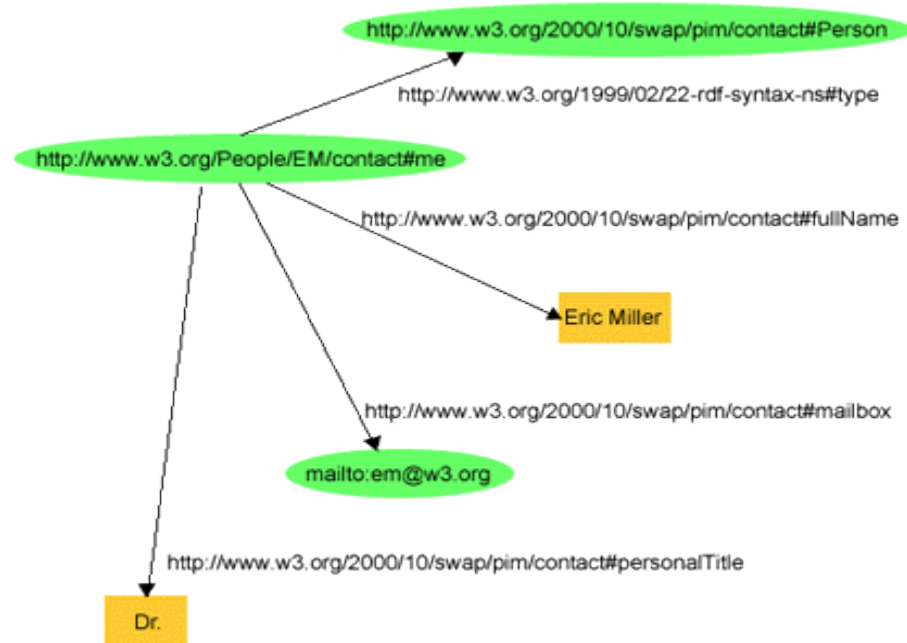 http://www.w3.org/2000/10/swap/pim/contact#Person
http://www.w3.org/1999/02/22-rdf-syntax-ns#type
http://www.w3.org/People/EM/contact#me
http://www.w3.org/2000/10/swap/pim/contact#fullName
Eric Miller
http://www.w3.org/2000/10/swap/pim/contact#mailbox
mailto:em@w3.org
http://www.w3.org/2000/10/swap/pim/contact#personalTitle
Dr.